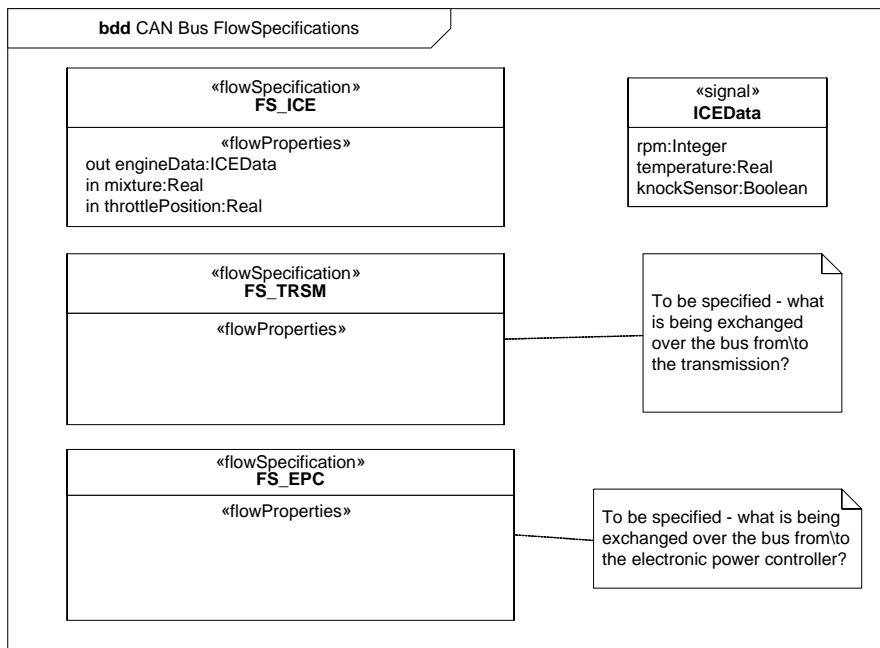 bdd CAN Bus FlowSpecifications
«flowSpecification»
FS_ICE
«flowProperties»
out engineData:ICEData
in mixture:Real
in throttlePosition:Real
«signal»
ICEData
rpm:Integer
temperature:Real
knockSensor:Boolean
«flowSpecification»
FS_TRSM
«flowProperties»
To be specified - what
is being exchanged
over the bus from\to
the transmission?
«flowSpecification»
FS_EPC
«flowProperties»
To be specified - what is being
exchanged over the bus from\to
the electronic power controller?